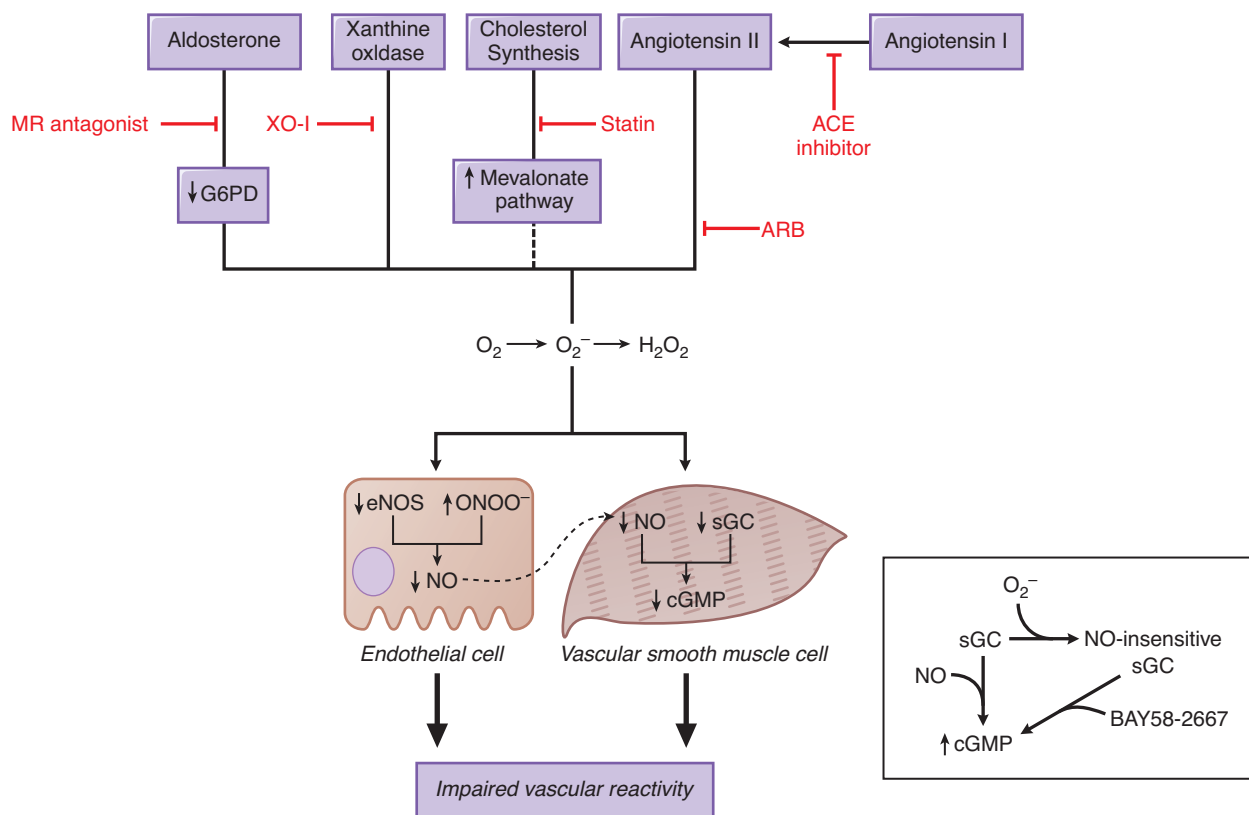 Aldosterone
Xanthine
oxldase
Cholesterol
Synthesis
Angiotensin II
Angiotensin I
MR antagonist
XO-I
Statin
ACE
inhibitor
↓G6PD
↑ Mevalonate
pathway
ARB
O₂ → O₂⁻ → H₂O₂
↓eNOS ↑ONOO⁻
↓ NO
↓ NO ↓ sGC
↓ cGMP
Endothelial cell
Vascular smooth muscle cell
Impaired vascular reactivity
O₂⁻
sGC
NO-insensitive
sGC
NO
BAY58-2667
↑ cGMP